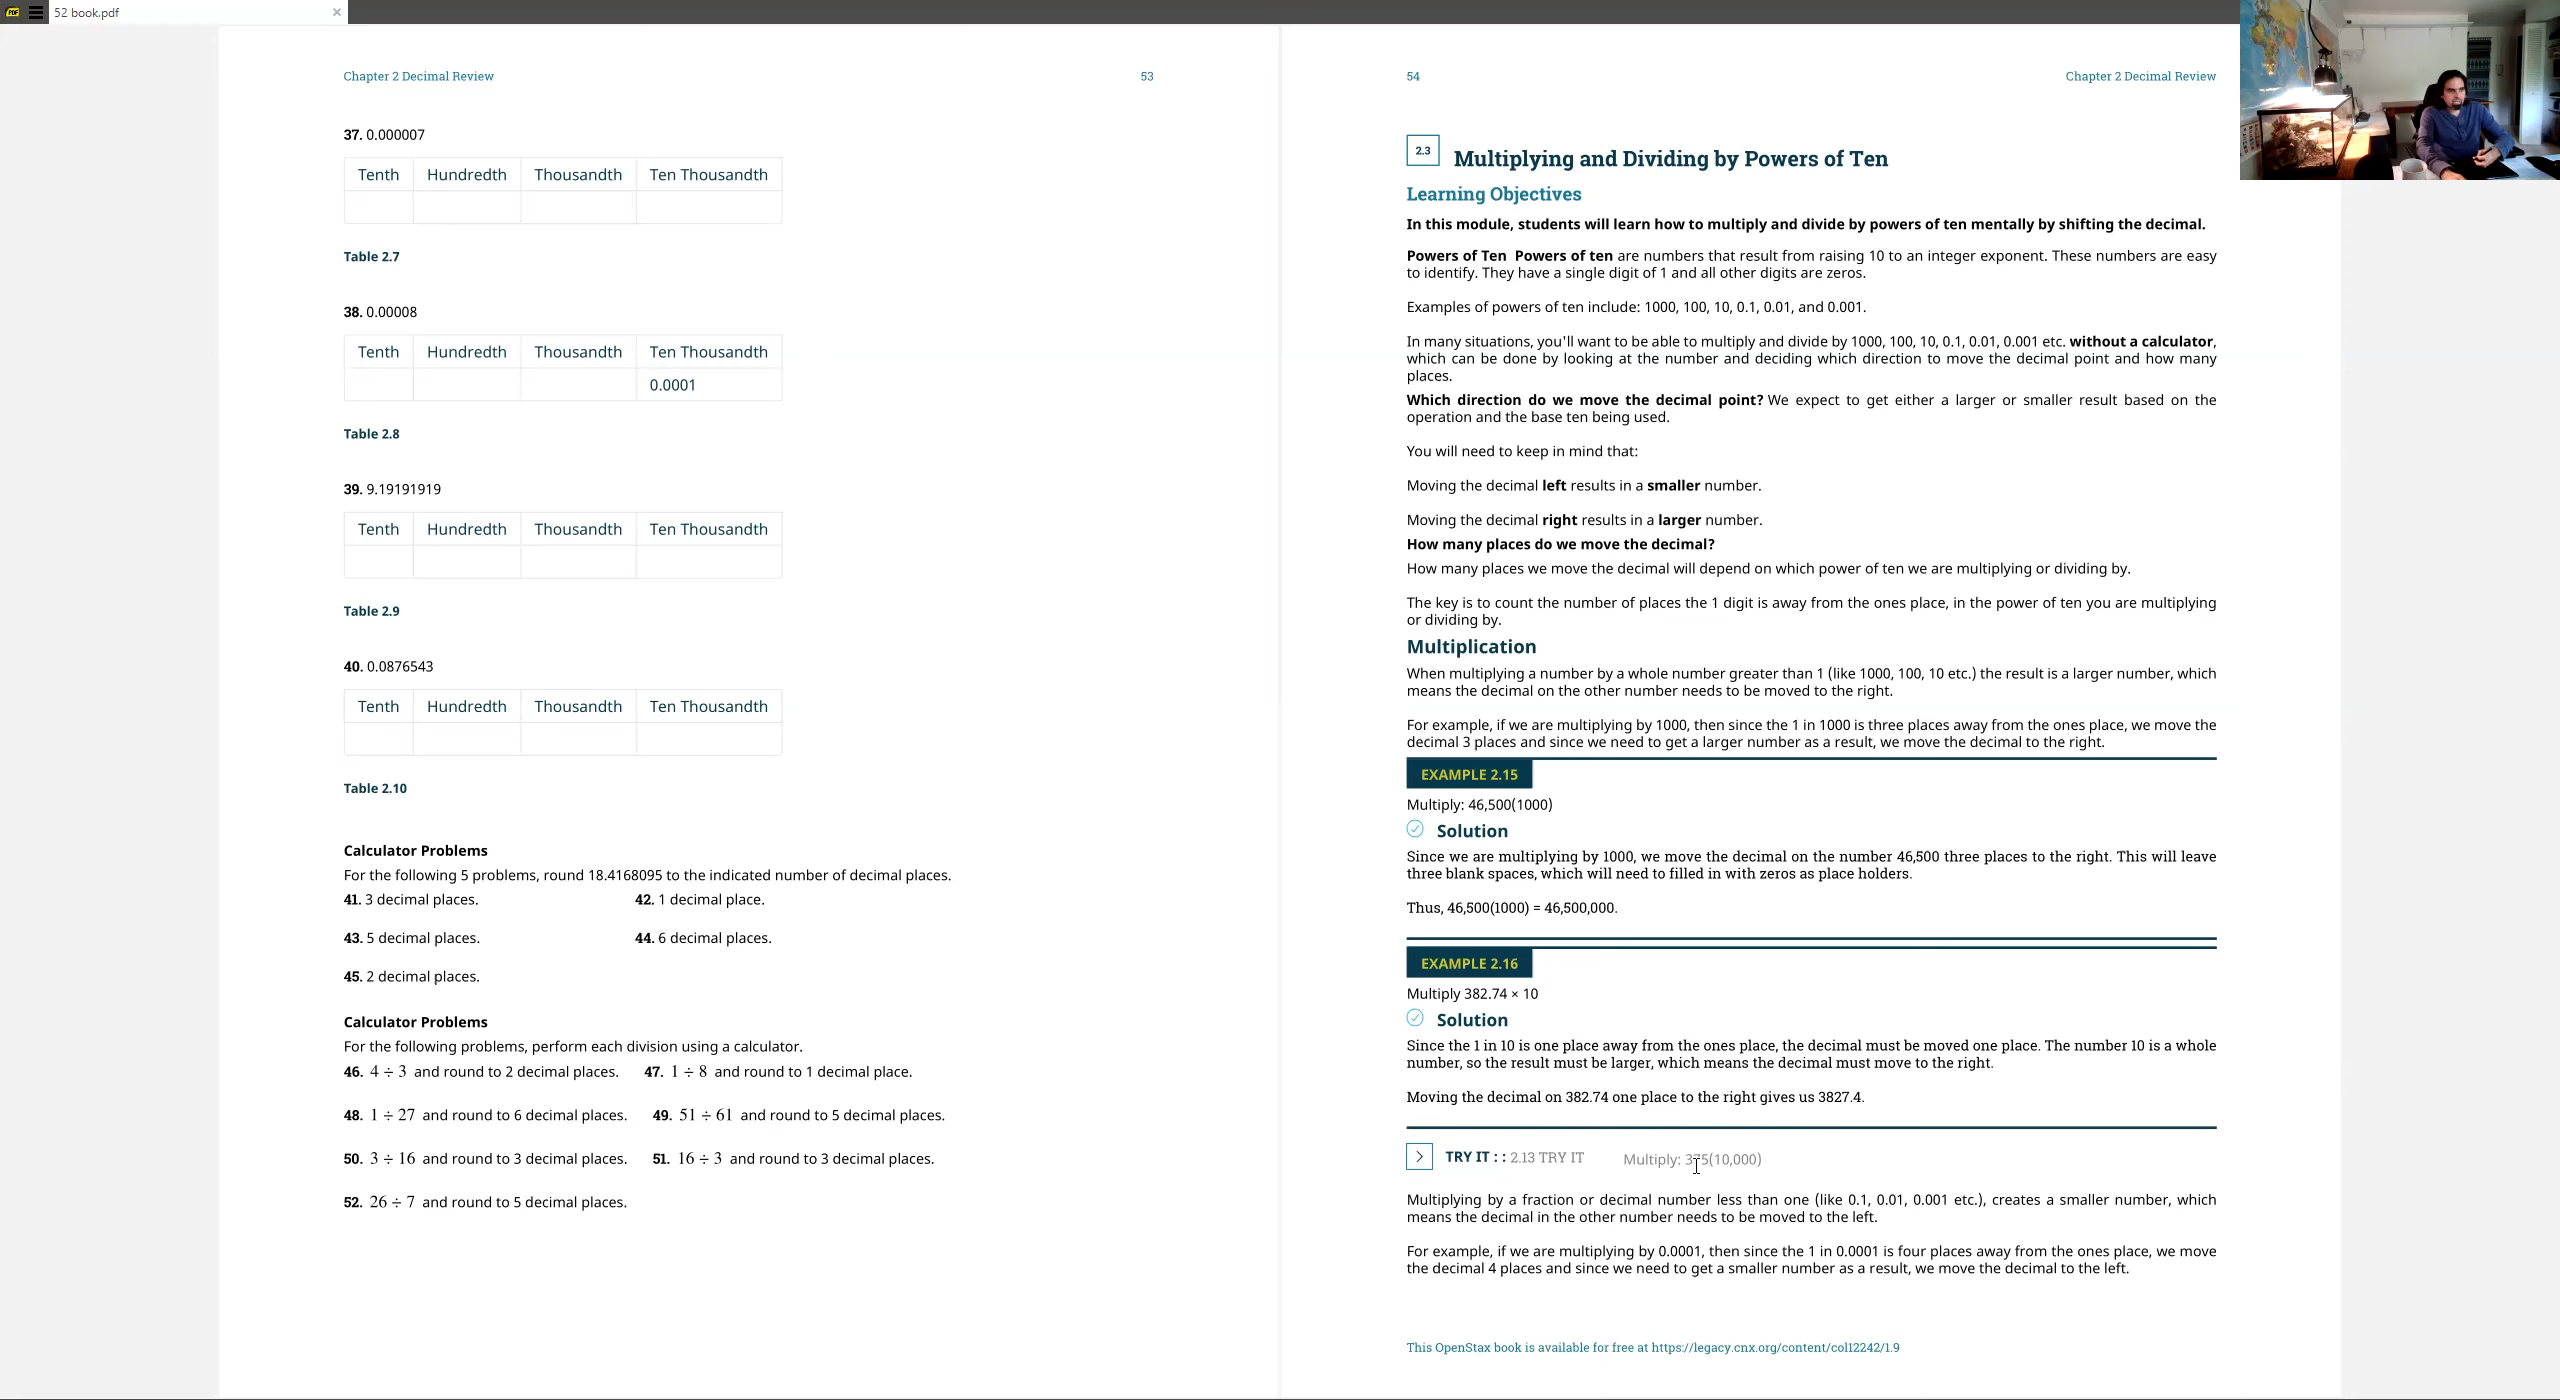 52 book.pdf
Chapter 2 Decimal Review
53
37. 0.000007
Tenth Hundredth Thousandth Ten Thousandth
Table 2.7
38. 0.00008
Tenth Hundredth Thousandth Ten Thousandth
0.0001
Table 2.8
39. 9.19191919
Tenth Hundredth Thousandth Ten Thousandth
Table 2.9
40. 0.0876543
Tenth Hundredth Thousandth Ten Thousandth
Table 2.10
Calculator Problems
For the following 5 problems, round 18.4168095 to the indicated number of decimal places.
41. 3 decimal places. 42. 1 decimal place.
43. 5 decimal places. 44. 6 decimal places.
45. 2 decimal places.
Calculator Problems
For the following problems, perform each division using a calculator.
46. 4 ÷ 3 and round to 2 decimal places. 47. 1 ÷ 8 and round to 1 decimal place.
48. 1 ÷ 27 and round to 6 decimal places. 49. 51 ÷ 61 and round to 5 decimal places.
50. 3 ÷ 16 and round to 3 decimal places. 51. 16 ÷ 3 and round to 3 decimal places.
52. 26 ÷ 7 and round to 5 decimal places.
54
Chapter 2 Decimal Review
2.3 Multiplying and Dividing by Powers of Ten
Learning Objectives
In this module, students will learn how to multiply and divide by powers of ten mentally by shifting the decimal.
Powers of Ten Powers of ten are numbers that result from raising 10 to an integer exponent. These numbers are easy
to identify. They have a single digit of 1 and all other digits are zeros.
Examples of powers of ten include: 1000, 100, 10, 0.1, 0.01, and 0.001.
In many situations, you'll want to be able to multiply and divide by 1000, 100, 10, 0.1, 0.01, 0.001 etc. without a calculator,
which can be done by looking at the number and deciding which direction to move the decimal point and how many
places.
Which direction do we move the decimal point? We expect to get either a larger or smaller result based on the
operation and the base ten being used.
You will need to keep in mind that:
Moving the decimal left results in a smaller number.
Moving the decimal right results in a larger number.
How many places do we move the decimal?
How many places we move the decimal will depend on which power of ten we are multiplying or dividing by.
The key is to count the number of places the 1 digit is away from the ones place, in the power of ten you are multiplying
or dividing by.
Multiplication
When multiplying a number by a whole number greater than 1 (like 1000, 100, 10 etc.) the result is a larger number, which
means the decimal on the other number needs to be moved to the right.
For example, if we are multiplying by 1000, then since the 1 in 1000 is three places away from the ones place, we move the
decimal 3 places and since we need to get a larger number as a result, we move the decimal to the right.
EXAMPLE 2.15
Multiply: 46,500(1000)
Solution
Since we are multiplying by 1000, we move the decimal on the number 46,500 three places to the right. This will leave
three blank spaces, which will need to filled in with zeros as place holders.
Thus, 46,500(1000) = 46,500,000.
EXAMPLE 2.16
Multiply 382.74 × 10
Solution
Since the 1 in 10 is one place away from the ones place, the decimal must be moved one place. The number 10 is a whole
number, so the result must be larger, which means the decimal must move to the right.
Moving the decimal on 382.74 one place to the right gives us 3827.4.
TRY IT : : 2.13 TRY IT Multiply: 375(10,000)
Multiplying by a fraction or decimal number less than one (like 0.1, 0.01, 0.001 etc.), creates a smaller number, which
means the decimal in the other number needs to be moved to the left.
For example, if we are multiplying by 0.0001, then since the 1 in 0.0001 is four places away from the ones place, we move
the decimal 4 places and since we need to get a smaller number as a result, we move the decimal to the left.
This OpenStax book is available for free at https://legacy.cnx.org/content/col12242/1.9